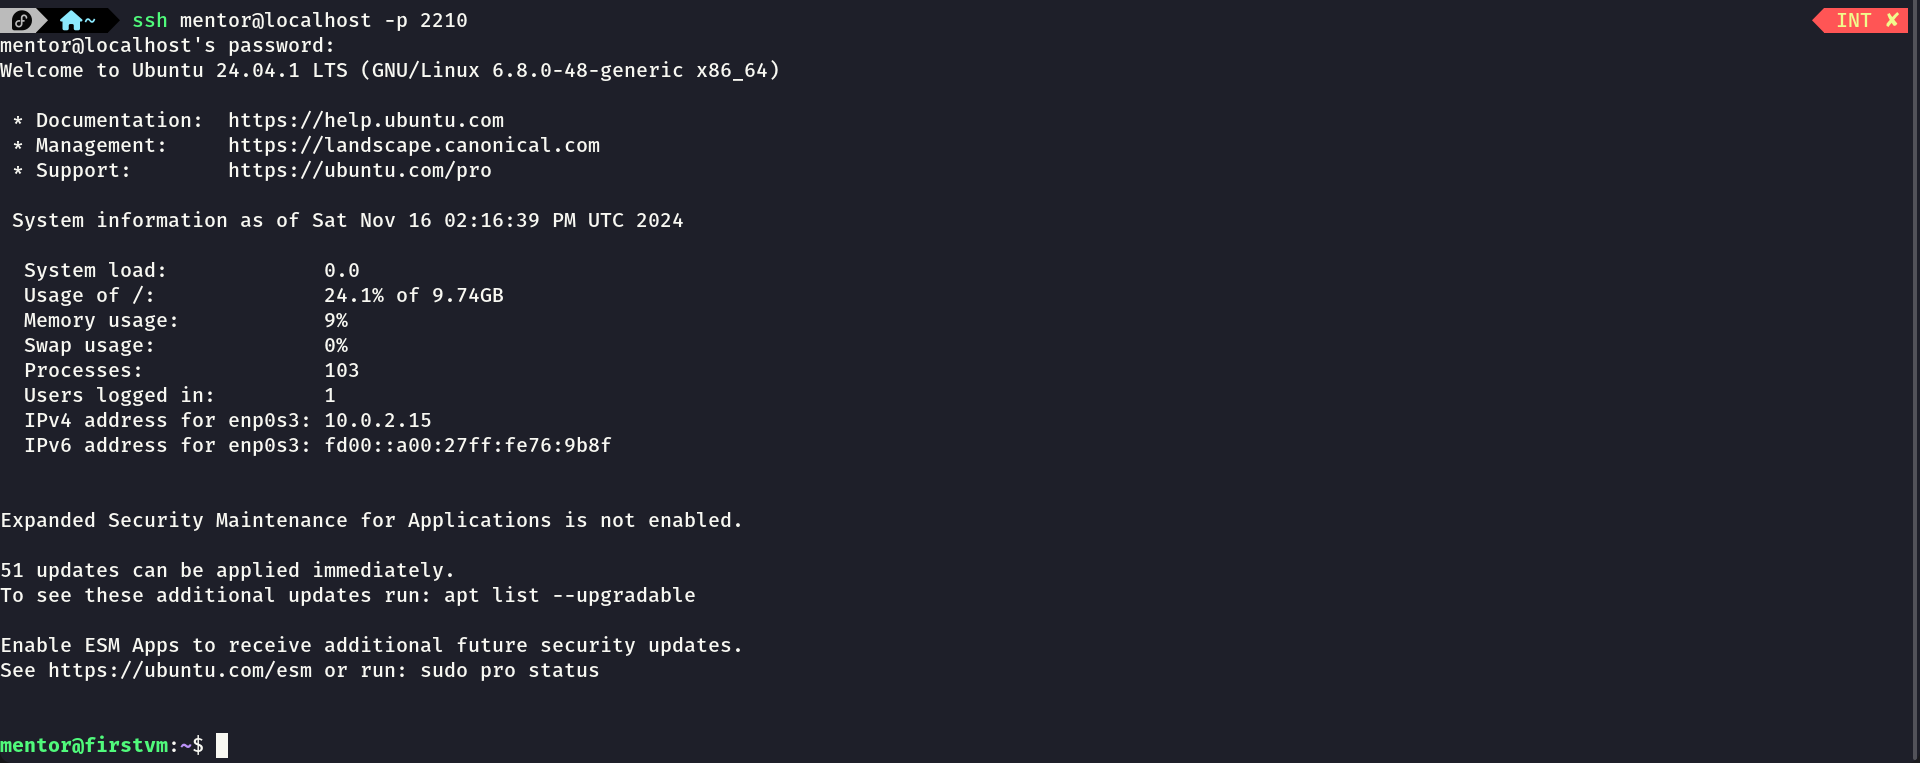 ~ ssh mentor@localhost -p 2210 INT ✘
mentor@localhost's password:
Welcome to Ubuntu 24.04.1 LTS (GNU/Linux 6.8.0-48-generic x86_64)
* Documentation: https://help.ubuntu.com
* Management: https://landscape.canonical.com
* Support: https://ubuntu.com/pro
System information as of Sat Nov 16 02:16:39 PM UTC 2024
System load: 0.0
Usage of /: 24.1% of 9.74GB
Memory usage: 9%
Swap usage: 0%
Processes: 103
Users logged in: 1
IPv4 address for enp0s3: 10.0.2.15
IPv6 address for enp0s3: fd00::a00:27ff:fe76:9b8f
Expanded Security Maintenance for Applications is not enabled.
51 updates can be applied immediately.
To see these additional updates run: apt list --upgradable
Enable ESM Apps to receive additional future security updates.
See https://ubuntu.com/esm or run: sudo pro status
mentor@firstvm:~$